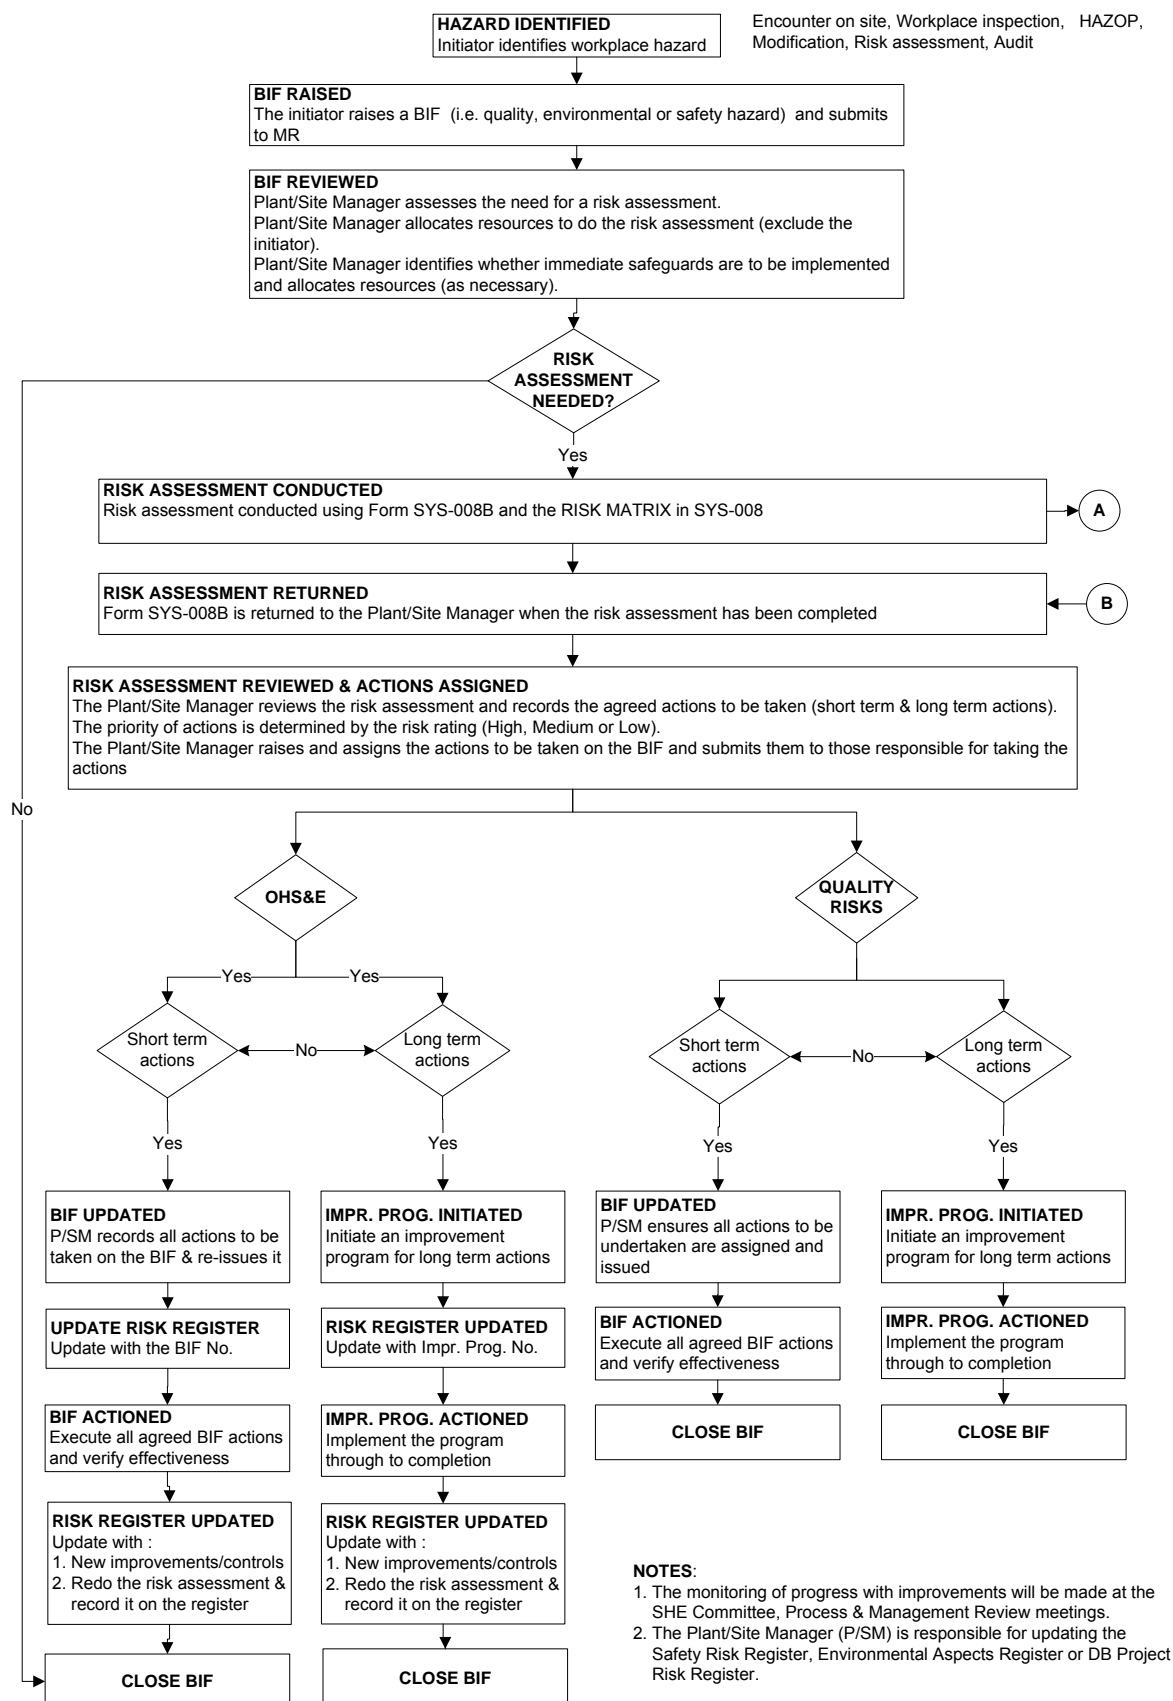 HAZARD IDENTIFIED
Initiator identifies workplace hazard
Encounter on site, Workplace inspection, HAZOP,
Modification, Risk assessment, Audit
BIF RAISED
The initiator raises a BIF (i.e. quality, environmental or safety hazard) and submits
to MR
BIF REVIEWED
Plant/Site Manager assesses the need for a risk assessment.
Plant/Site Manager allocates resources to do the risk assessment (exclude the
initiator).
Plant/Site Manager identifies whether immediate safeguards are to be implemented
and allocates resources (as necessary).
RISK
ASSESSMENT
NEEDED?
Yes
RISK ASSESSMENT CONDUCTED
Risk assessment conducted using Form SYS-008B and the RISK MATRIX in SYS-008
A
RISK ASSESSMENT RETURNED
Form SYS-008B is returned to the Plant/Site Manager when the risk assessment has been completed
B
RISK ASSESSMENT REVIEWED & ACTIONS ASSIGNED
The Plant/Site Manager reviews the risk assessment and records the agreed actions to be taken (short term & long term actions).
The priority of actions is determined by the risk rating (High, Medium or Low).
The Plant/Site Manager raises and assigns the actions to be taken on the BIF and submits them to those responsible for taking the
actions
No
OHS&E
QUALITY
RISKS
Yes
Yes
Short term
actions
No
Long term
actions
Short term
actions
No
Long term
actions
Yes
Yes
Yes
Yes
BIF UPDATED
P/SM records all actions to be
taken on the BIF & re-issues it
IMPR. PROG. INITIATED
Initiate an improvement
program for long term actions
BIF UPDATED
P/SM ensures all actions to be
undertaken are assigned and
issued
IMPR. PROG. INITIATED
Initiate an improvement
program for long term actions
UPDATE RISK REGISTER
Update with the BIF No.
RISK REGISTER UPDATED
Update with Impr. Prog. No.
BIF ACTIONED
Execute all agreed BIF actions
and verify effectiveness
IMPR. PROG. ACTIONED
Implement the program
through to completion
BIF ACTIONED
Execute all agreed BIF actions
and verify effectiveness
IMPR. PROG. ACTIONED
Implement the program
through to completion
CLOSE BIF
CLOSE BIF
RISK REGISTER UPDATED
Update with :
1. New improvements/controls
2. Redo the risk assessment &
record it on the register
RISK REGISTER UPDATED
Update with :
1. New improvements/controls
2. Redo the risk assessment &
record it on the register
CLOSE BIF
CLOSE BIF
NOTES:
1. The monitoring of progress with improvements will be made at the
SHE Committee, Process & Management Review meetings.
2. The Plant/Site Manager (P/SM) is responsible for updating the
Safety Risk Register, Environmental Aspects Register or DB Project
Risk Register.